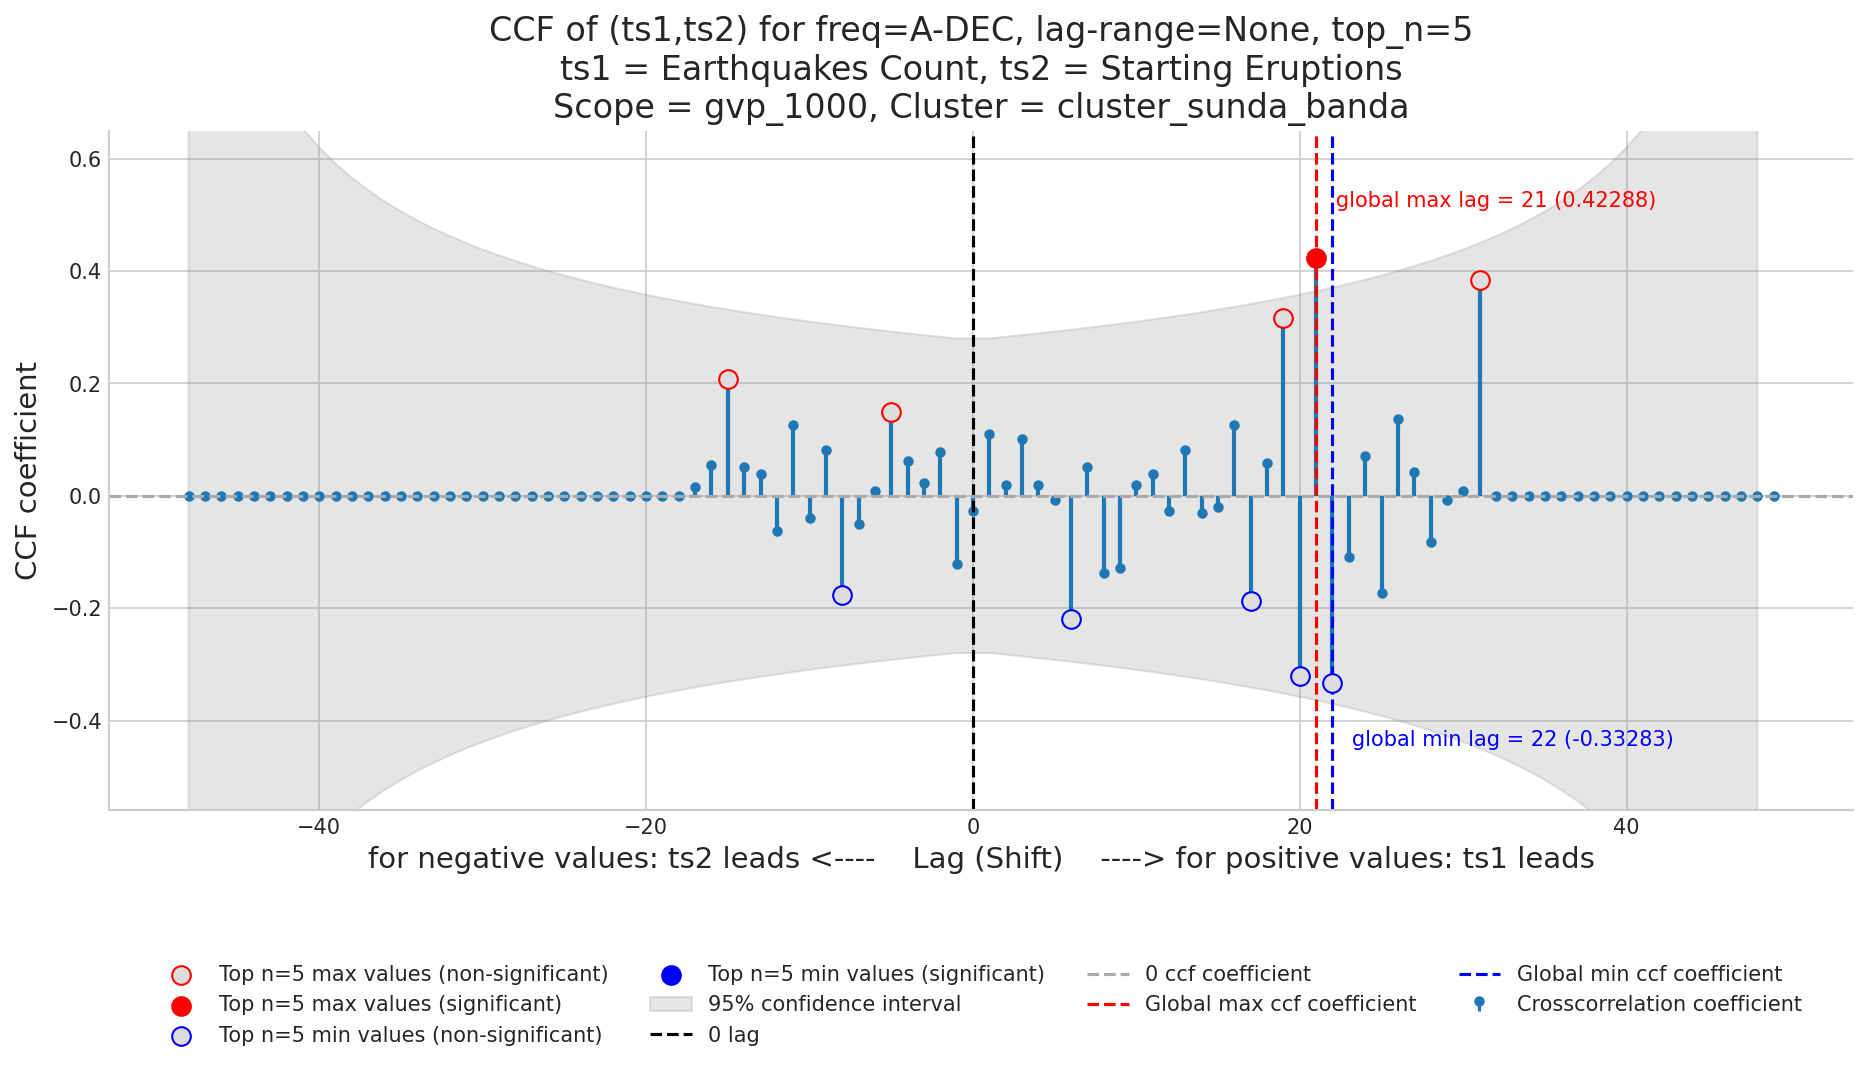 CCF of (ts1,ts2) for freq=A-DEC, lag-range=None, top_n=5
ts1 = Earthquakes Count, ts2 = Starting Eruptions
Scope = gvp_1000, Cluster = cluster_sunda_banda
0.6
global max lag = 21 (0.42288)
0.4
0.2
0.0
−0.2
−0.4
global min lag = 22 (-0.33283)
CCF coefficient
−40
−20
0
20
40
for negative values: ts2 leads <----    Lag (Shift)    ----> for positive values: ts1 leads
Top n=5 max values (non-significant)
Top n=5 max values (significant)
Top n=5 min values (non-significant)
Top n=5 min values (significant)
95% confidence interval
0 lag
0 ccf coefficient
Global max ccf coefficient
Global min ccf coefficient
Crosscorrelation coefficient